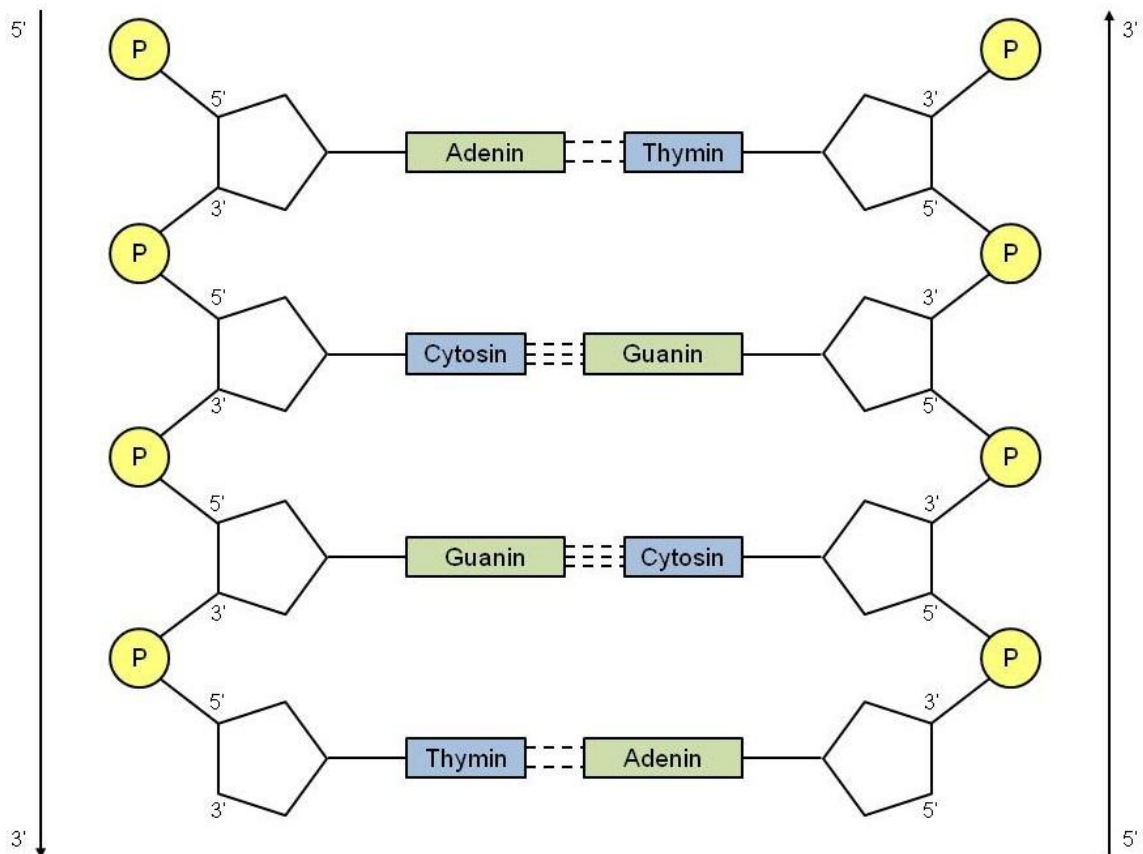 5' P P 3'
5' 3'
Adenin Thymin
3' 5'
P P
5' 3'
Cytosin Guanin
3' 5'
P P
5' 3'
Guanin Cytosin
3' 5'
P P
5' 3'
Thymin Adenin
3' 5'
3' 5'